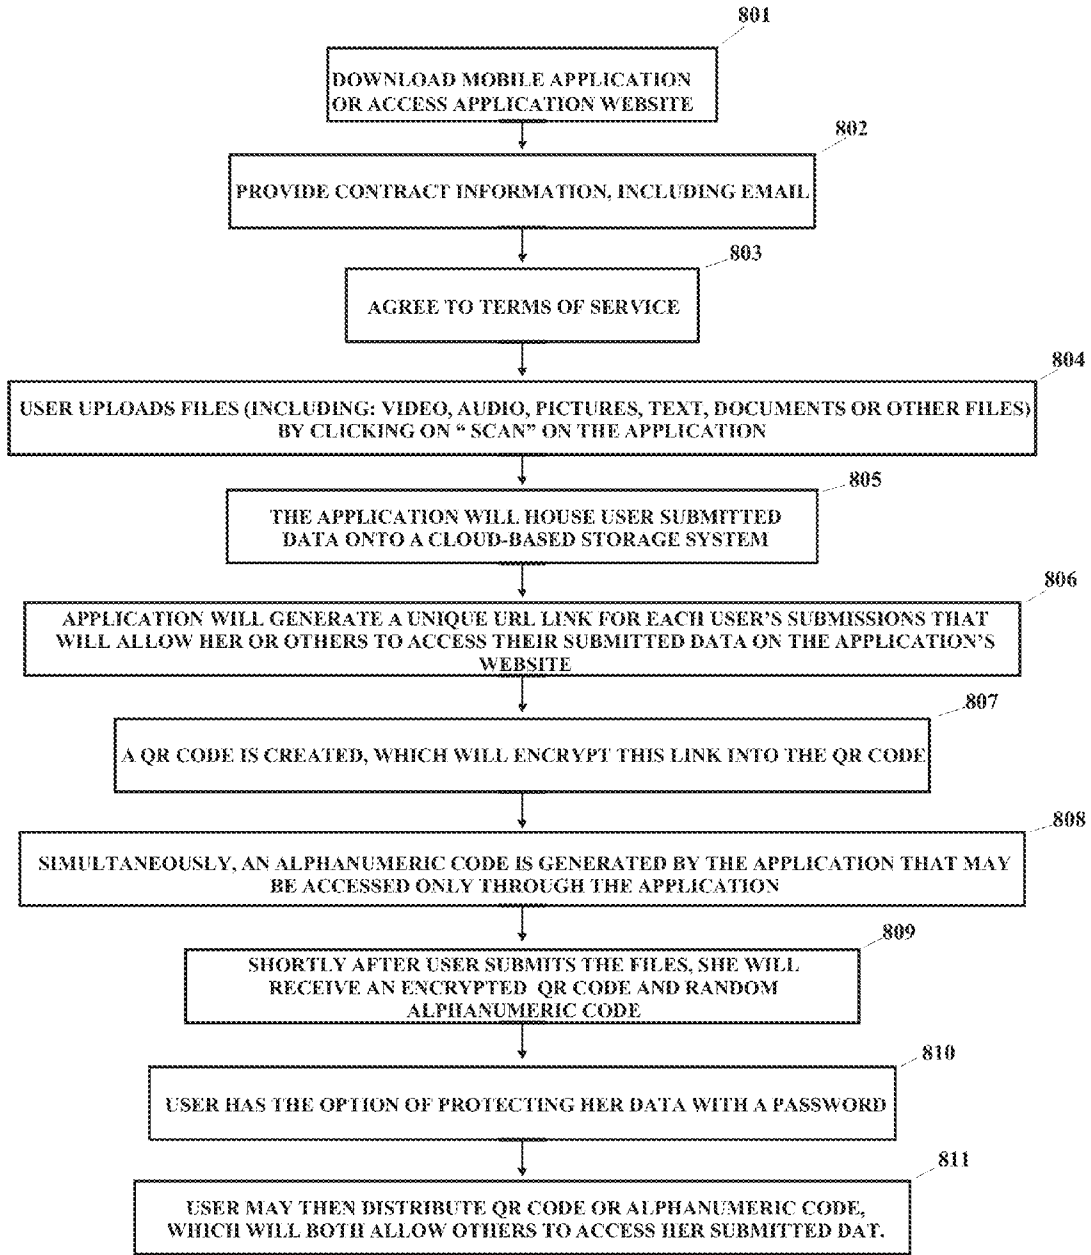 801
DOWNLOAD MOBILE APPLICATION
OR ACCESS APPLICATION WEBSITE
802
PROVIDE CONTRACT INFORMATION, INCLUDING EMAIL
803
AGREE TO TERMS OF SERVICE
804
USER UPLOADS FILES (INCLUDING: VIDEO, AUDIO, PICTURES, TEXT, DOCUMENTS OR OTHER FILES)
BY CLICKING ON “ SCAN” ON THE APPLICATION
805
THE APPLICATION WILL HOUSE USER SUBMITTED
DATA ONTO A CLOUD-BASED STORAGE SYSTEM
806
APPLICATION WILL GENERATE A UNIQUE URL LINK FOR EACH USER’S SUBMISSIONS THAT
WILL ALLOW HER OR OTHERS TO ACCESS THEIR SUBMITTED DATA ON THE APPLICATION’S
WEBSITE
807
A QR CODE IS CREATED, WHICH WILL ENCRYPT THIS LINK INTO THE QR CODE
808
SIMULTANEOUSLY, AN ALPHANUMERIC CODE IS GENERATED BY THE APPLICATION THAT MAY
BE ACCESSED ONLY THROUGH THE APPLICATION
809
SHORTLY AFTER USER SUBMITS THE FILES, SHE WILL
RECEIVE AN ENCRYPTED QR CODE AND RANDOM
ALPHANUMERIC CODE
810
USER HAS THE OPTION OF PROTECTING HER DATA WITH A PASSWORD
811
USER MAY THEN DISTRIBUTE QR CODE OR ALPHANUMERIC CODE,
WHICH WILL BOTH ALLOW OTHERS TO ACCESS HER SUBMITTED DAT.